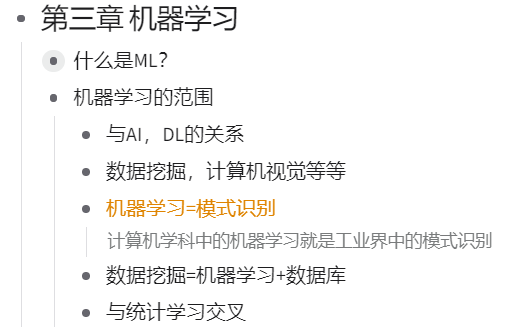 第三章 机器学习
什么是ML？
机器学习的范围
与AI，DL的关系
数据挖掘，计算机视觉等等
机器学习=模式识别
计算机学科中的机器学习就是工业界中的模式识别
数据挖掘=机器学习+数据库
与统计学习交叉